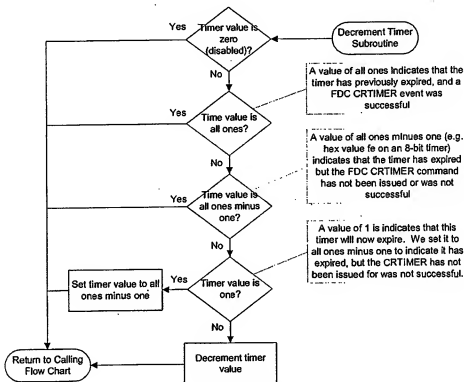 Yes
Timer value is
zero
(disabled)?
Decrement Timer
Subroutine
No
A value of all ones indicates that the
timer has previously expired, and a
FDC CRTIMER event was
successful
Yes
Time value is
all ones?
No
A value of all ones minues one (e.g.
hex value fe on an 8-bit timer)
indicates that the timer has expired
but the FDC CRTIMER command
has not been issued or was not
successful
Yes
Time value is
all ones minus
one?
No
A value of 1 is indicates that this
timer will now expire. We set it to
all ones minus one to indicate it has
expired, but the CRTIMER has not
been issued for was not successful.
Set timer value to all
ones minus one
Yes
Timer value is
one?
No
Return to Calling
Flow Chart
Decrement timer
value